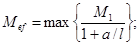 M_ef = max { M_1 / (1 + a/l) };